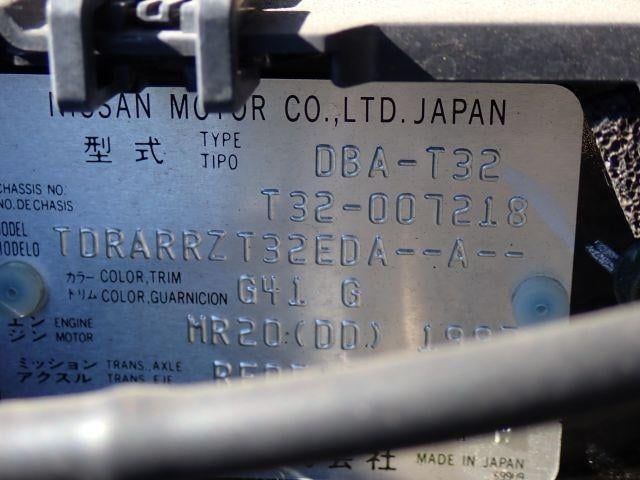 NISSAN MOTOR CO.,LTD. JAPAN
型式 TYPE TIPO DBA-T32
CHASSIS NO. NO. DE CHASIS T32-007218
MODEL MODELO TDRARRZT32EDA--A--
カラー COLOR, TRIM
トリム COLOR, GUARNICION G41 G
エンジン ENGINE MOTOR MR20 (DD)
ミッション TRANS., AXLE
アクスル TRANS., EJE
MADE IN JAPAN